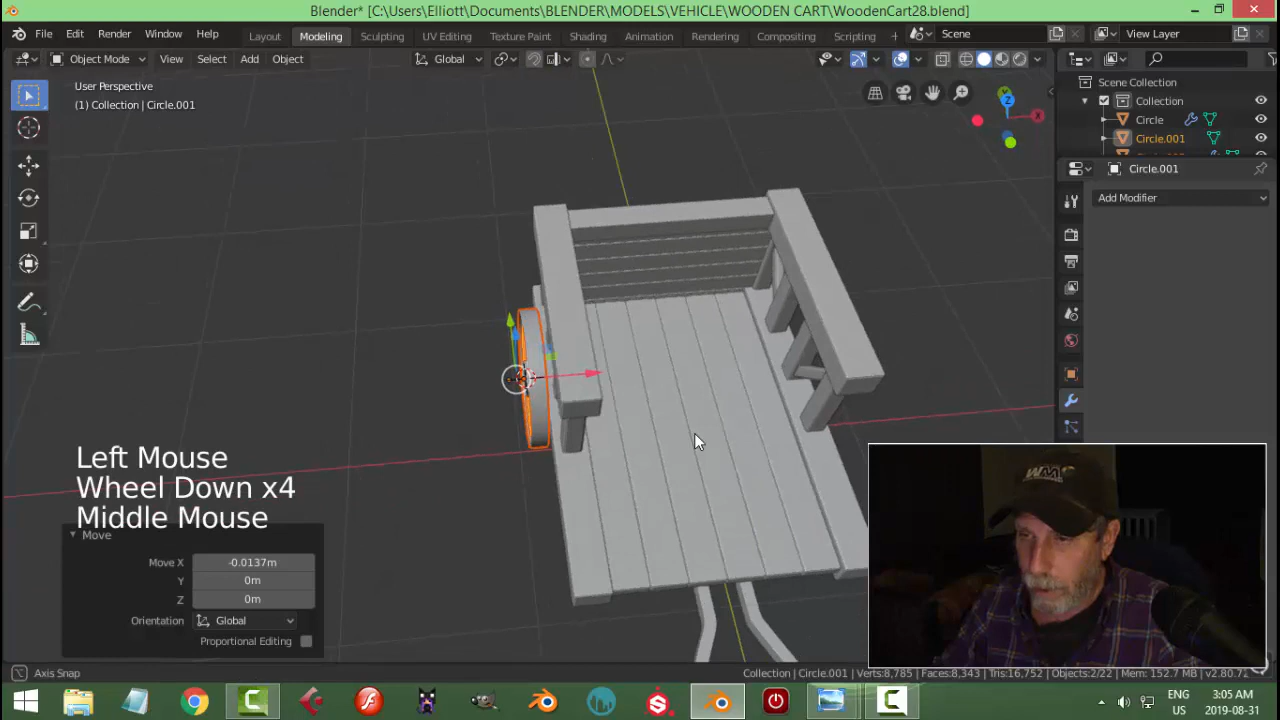 Blender* [C:\Users\Elliott\Documents\BLENDER\MODELS\VEHICLE\WOODEN CART\WoodenCart28.blend]
File Edit Render Window Help Layout Modeling Sculpting UV Editing Texture Paint Shading Animation Rendering Compositing Scripting + Scene View Layer
Object Mode View Select Add Object Global
User Perspective
(1) Collection | Circle.001
Z
X
Y
Scene Collection
Collection
Circle
Circle.001
Circle.001
Add Modifier
Left Mouse
Wheel Down x4
Middle Mouse
Move
Move X -0.0137m
Y 0m
Z 0m
Orientation Global
Proportional Editing
WM
Axis Snap
Collection | Circle.001 | Verts:8,785 | Faces:8,343 | Tris:16,752 | Objects:2/22 | Mem: 152.7 MB | v2.80.71
ENG
US
3:05 AM
2019-08-31